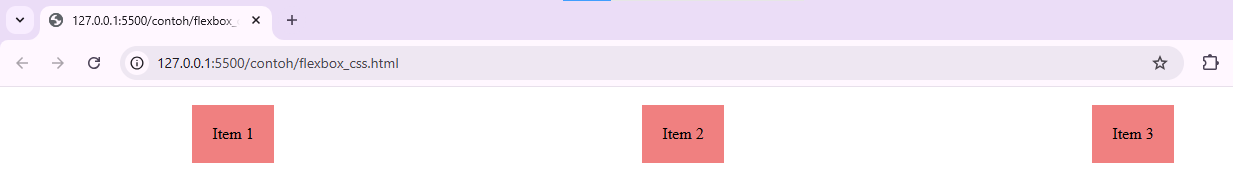 127.0.0.1:5500/contoh/flexbox_
127.0.0.1:5500/contoh/flexbox_css.html
Item 1 Item 2 Item 3